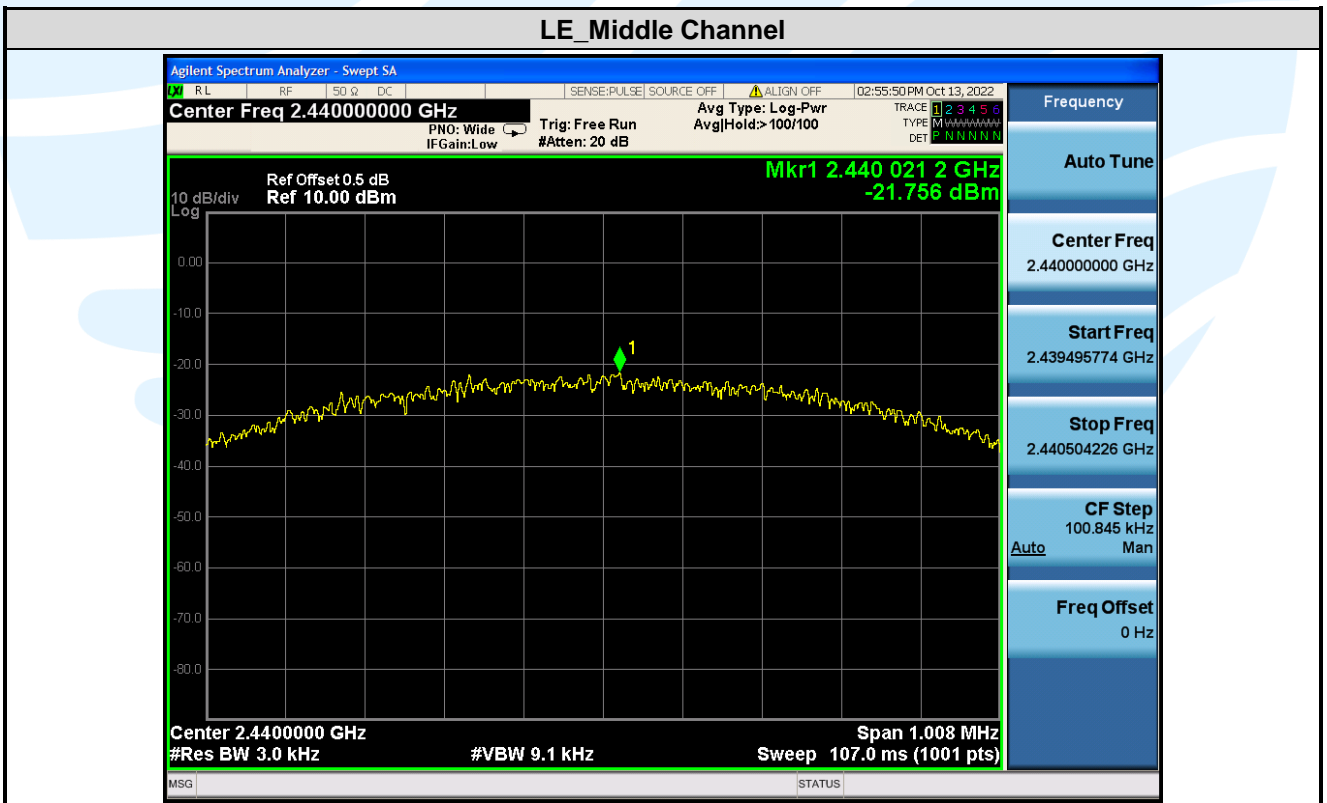 LE_Middle Channel
Agilent Spectrum Analyzer - Swept SA
LXI RL RF 50 Ω DC SENSE:PULSE SOURCE OFF ALIGN OFF 02:55:50 PM Oct 13, 2022
Center Freq 2.440000000 GHz
PNO: Wide
IFGain:Low
Trig: Free Run
#Atten: 20 dB
Avg Type: Log-Pwr
Avg|Hold:>100/100
TRACE 1 2 3 4 5 6
TYPE M
DET P N N N N N
Mkr1 2.440 021 2 GHz
-21.756 dBm
Ref Offset 0.5 dB
10 dB/div Ref 10.00 dBm
Log
0.00
-10.0
-20.0
-30.0
-40.0
-50.0
-60.0
-70.0
-80.0
1
Center 2.4400000 GHz Span 1.008 MHz
#Res BW 3.0 kHz #VBW 9.1 kHz Sweep 107.0 ms (1001 pts)
MSG STATUS
Frequency
Auto Tune
Center Freq
2.440000000 GHz
Start Freq
2.439495774 GHz
Stop Freq
2.440504226 GHz
CF Step
100.845 kHz
Auto Man
Freq Offset
0 Hz